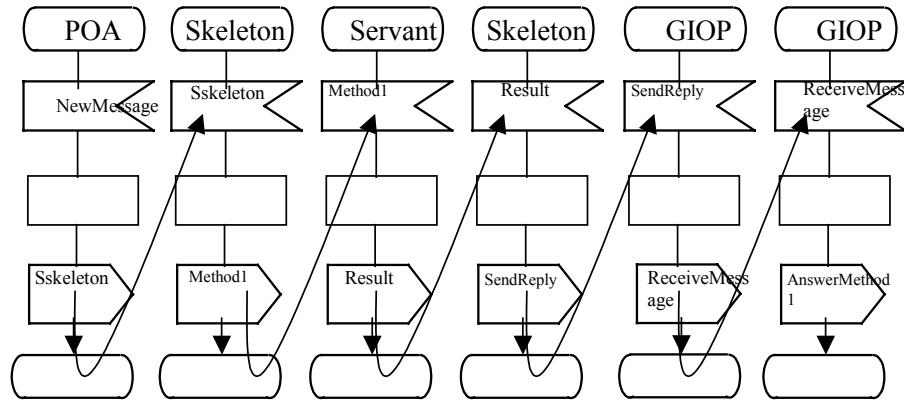 POA
Skeleton
Servant
Skeleton
GIOP
GIOP
NewMessage
Sskeleton
Method1
Result
SendReply
ReceiveMess
age
Sskeleton
Method1
Result
SendReply
ReceiveMess
age
AnswerMethod
1